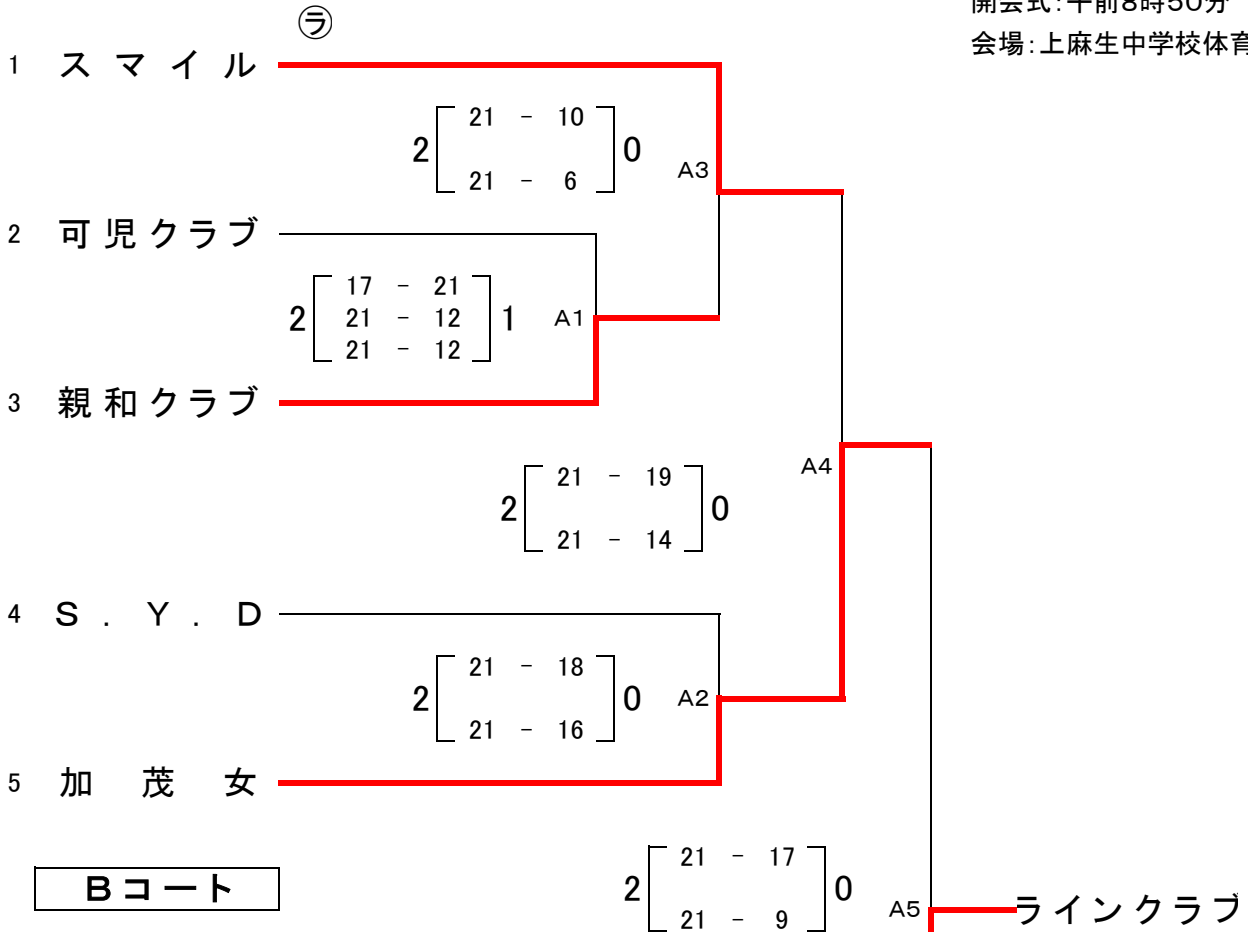 開会式：午前8時50分
会場：上麻生中学校体育
㋶
1 スマイル
2 21 - 10 0
21 - 6
A3
2 可児クラブ
2 17 - 21 1
21 - 12
21 - 12
A1
3 親和クラブ
A4
2 21 - 19 0
21 - 14
4 S．Y．D
2 21 - 18 0
21 - 16
A2
5 加茂女
Bコート
2 21 - 17 0
21 - 9
A5 ラインクラブ